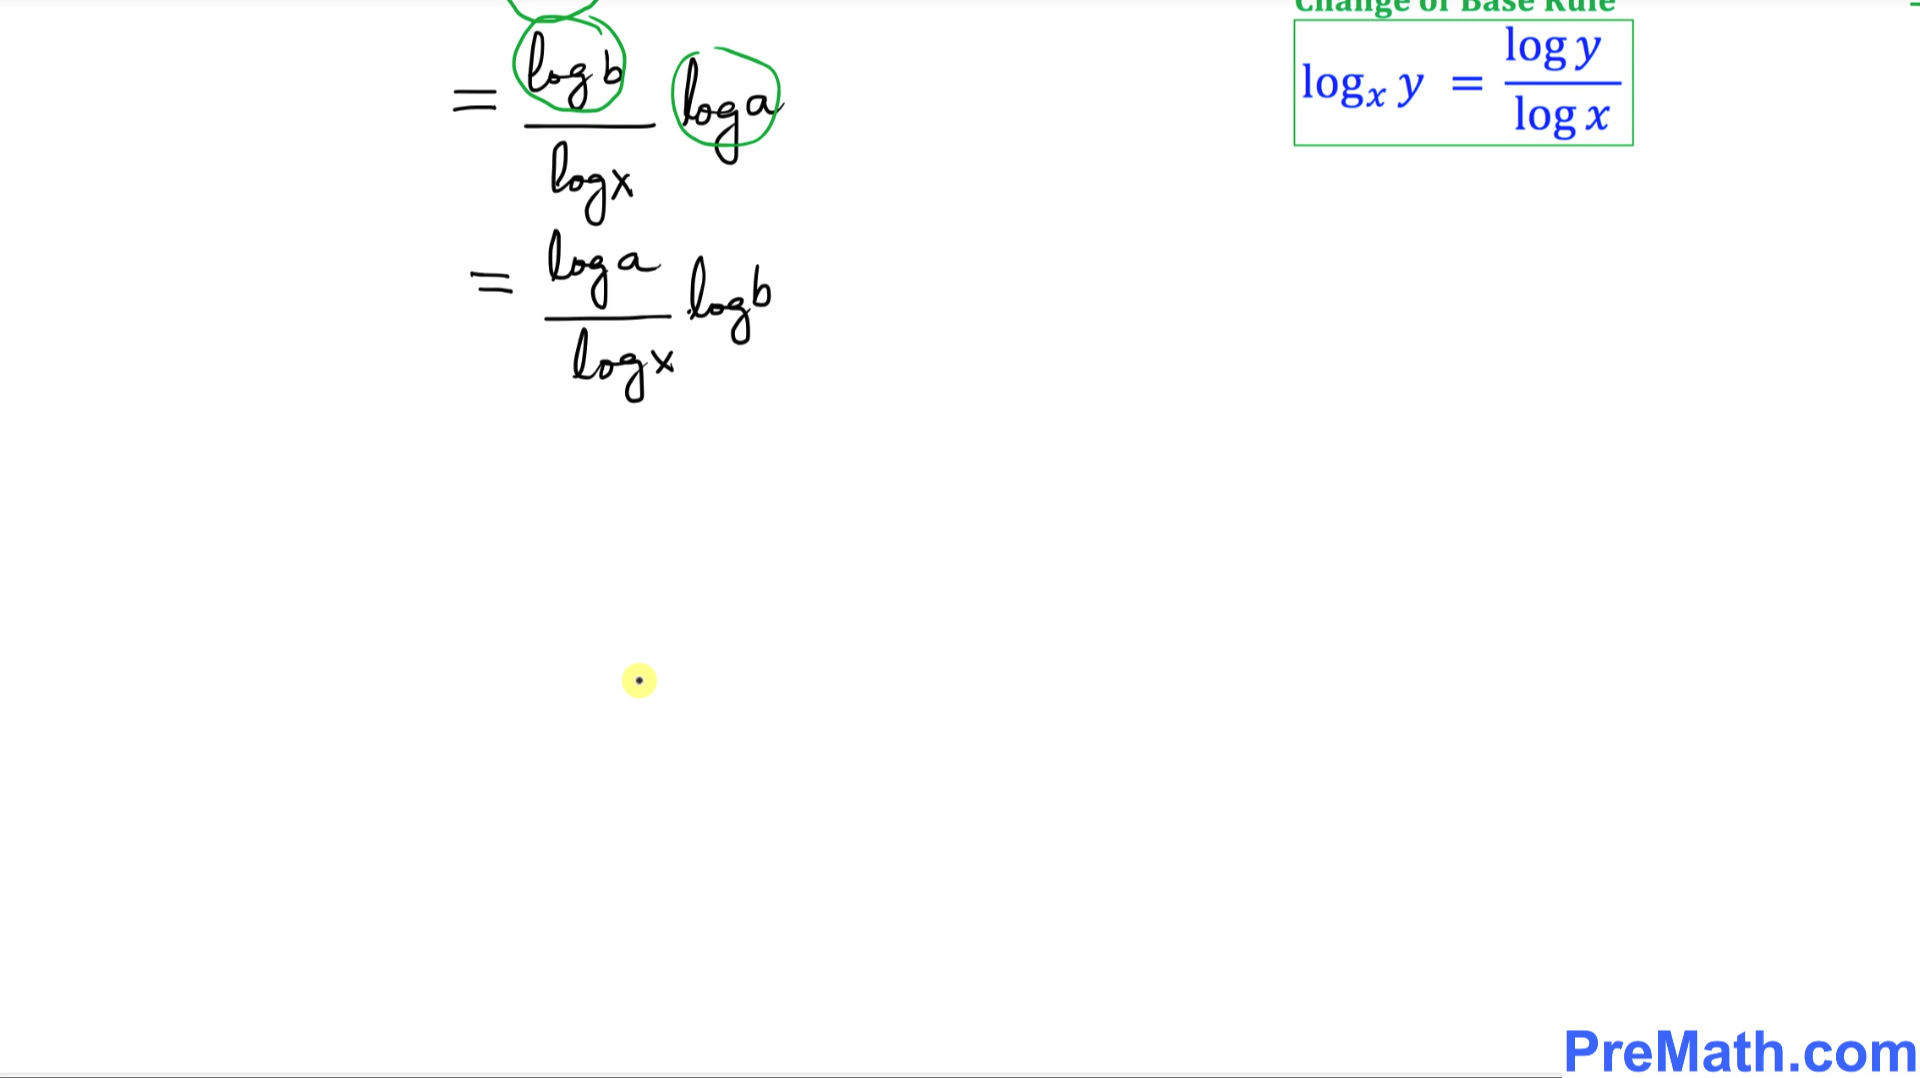 Change of Base Rule
= log b / log x log a
log_x y = log y / log x
= log a / log x · log b
PreMath.com